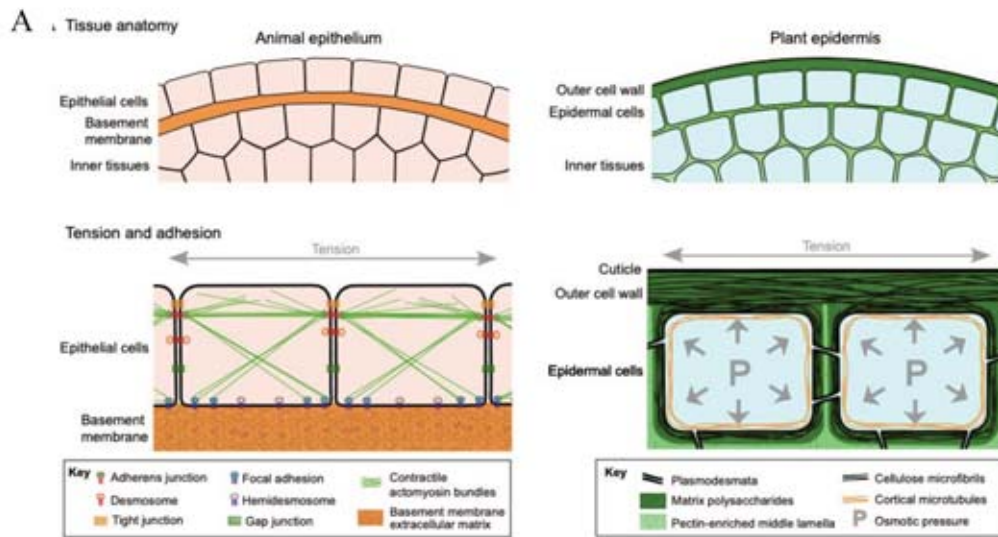 A
Tissue anatomy
Animal epithelium
Epithelial cells
Basement
membrane
Inner tissues
Plant epidermis
Outer cell wall
Epidermal cells
Inner tissues
Tension and adhesion
Tension
Epithelial cells
Basement
membrane
Tension
Cuticle
Outer cell wall
Epidermal cells
P
P
Key
Adherens junction
Focal adhesion
Contractile
actomyosin bundles
Desmosome
Hemidesmosome
Tight junction
Gap junction
Basement membrane
extracellular matrix
Key
Plasmodesmata
Cellulose microfibrils
Matrix polysaccharides
Cortical microtubules
Pectin-enriched middle lamella
P Osmotic pressure